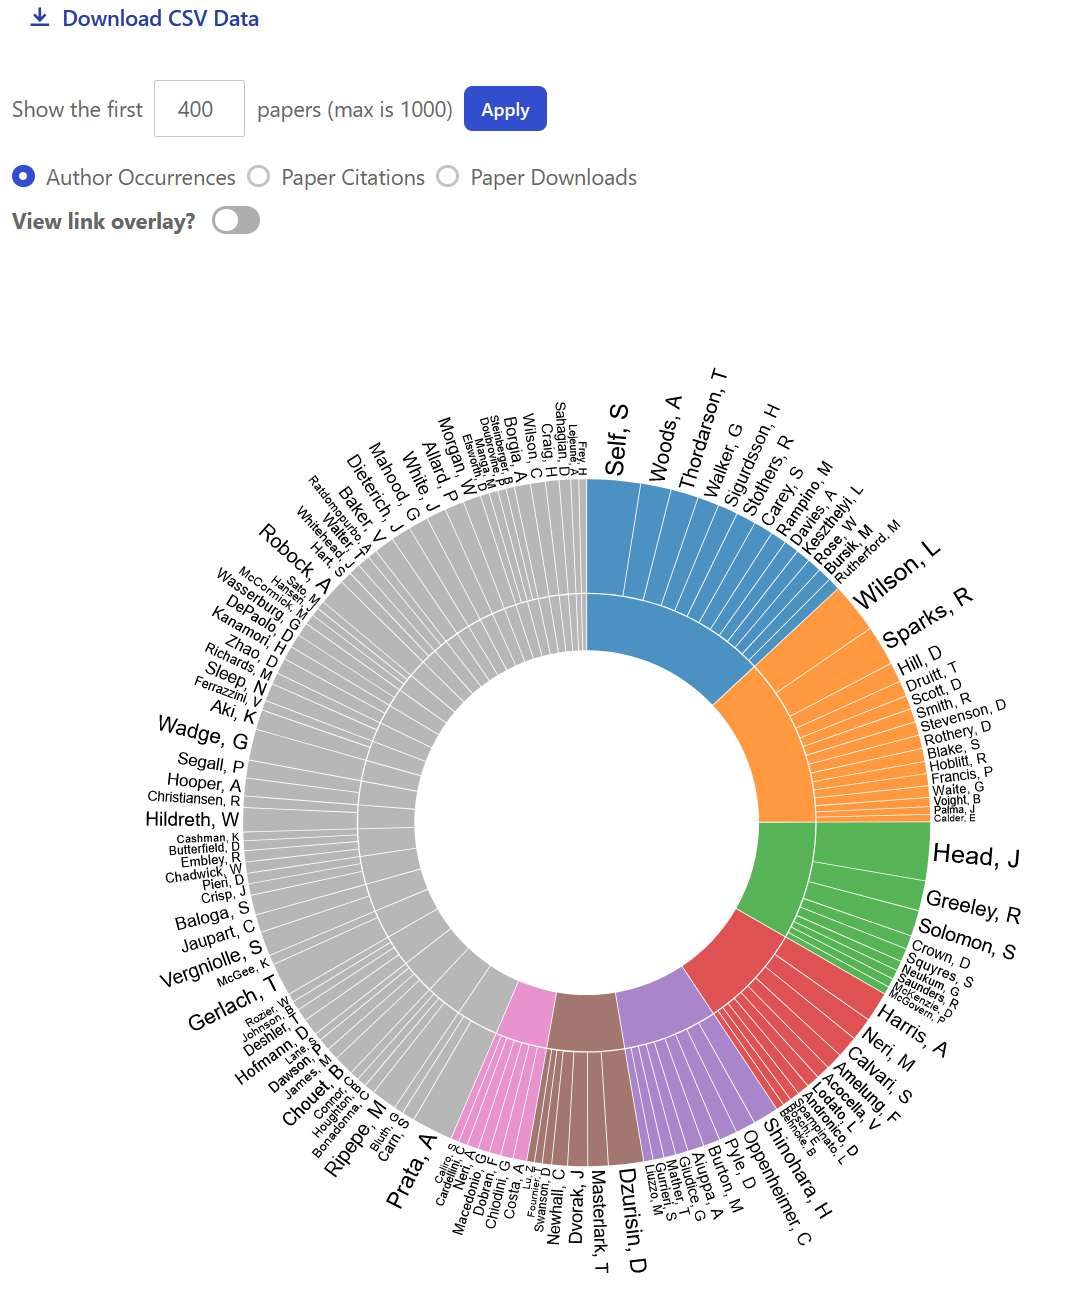 Download CSV Data
Show the first 400 papers (max is 1000) Apply
Author Occurrences Paper Citations Paper Downloads
View link overlay?
Self, S
Woods, A
Thordarson, T
Walker, G
Sigurdsson, H
Stothers, R
Carey, S
Rampino, M
Davies, A
Keszthelyi, L
Rose, W
Bursik, M
Rutherford, M
Wilson, L
Sparks, R
Hill, D
Druitt, T
Scott, D
Smith, R
Stevenson, D
Rothery, D
Blake, S
Hoblitt, R
Francis, P
Waite, G
Voight, B
Palma, J
Calder, E
Head, J
Greeley, R
Solomon, S
Crown, D
Squyres, S
Neukum, G
Saunders, R
McKenzie, D
McGovern, P
Harris, A
Neri, M
Calvari, S
Amelung, F
Acocella, V
Lodato, L
Andronico, D
Spampinato, L
Boschi, E
Behncke, B
Shinohara, H
Oppenheimer, C
Pyle, D
Burton, M
Aiuppa, A
Giudice, G
Mather, T
Gurrieri, S
Liuzzo, M
Dzurisin, D
Masterlark, T
Dvorak, J
Newhall, C
Swanson, D
Fournier, T
Lu, Z
Costa, A
Chiodini, G
Dobran, F
Macedonio, G
Neri, A
Cardellini, C
Caliro, S
Prata, A
Carn, S
Bluth, G
Ripepe, M
Bonadonna, C
Houghton, B
Connor, C
Chouet, B
James, M
Dawson, P
Lane, S
Hofmann, D
Deshler, T
Johnson, B
Rozier, W
Gerlach, T
McGee, K
Vergniolle, S
Jaupart, C
Baloga, S
Crisp, J
Pieri, D
Chadwick, W
Embley, R
Butterfield, D
Cashman, K
Hildreth, W
Christiansen, R
Hooper, A
Segall, P
Wadge, G
Aki, K
Ferrazzini, V
Sleep, N
Richards, M
Zhao, D
Kanamori, H
DePaolo, D
Wasserburg, G
McCormick, M
Hansen, J
Sato, M
Robock, A
Hart, S
Whitehead, J
Walter, T
Ratdomopurbo, A
Baker, V
Dieterich, J
Mahood, G
White, J
Allard, P
Morgan, W
Elsworth, D
Manga, M
Doubrovine, P
Steinberger, B
Borgia, A
Wilson, C
Craig, H
Sahagian, D
Lejeune, A
Frey, H